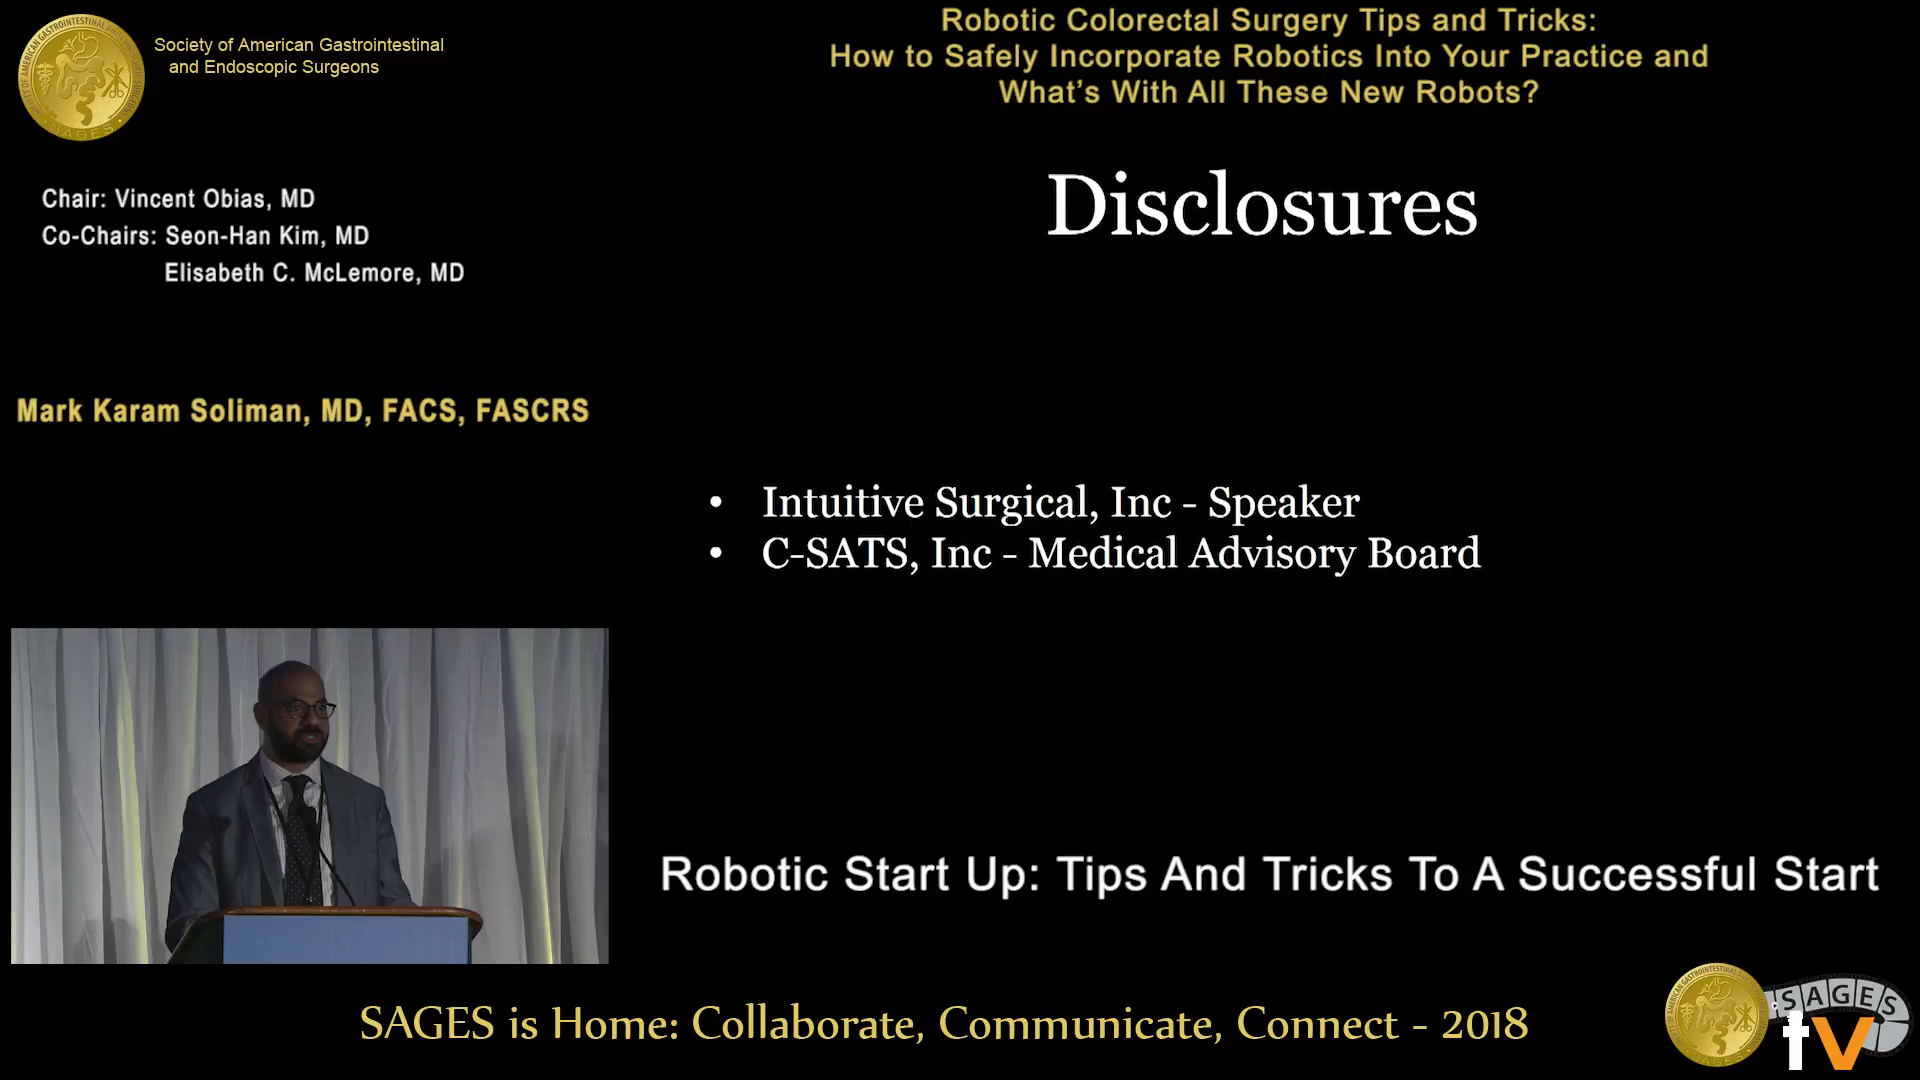 Society of American Gastrointestinal
and Endoscopic Surgeons
Robotic Colorectal Surgery Tips and Tricks:
How to Safely Incorporate Robotics Into Your Practice and
What's With All These New Robots?
Chair: Vincent Obias, MD
Co-Chairs: Seon-Han Kim, MD
Elisabeth C. McLemore, MD
Disclosures
Mark Karam Soliman, MD, FACS, FASCRS
• Intuitive Surgical, Inc - Speaker
• C-SATS, Inc - Medical Advisory Board
Robotic Start Up: Tips And Tricks To A Successful Start
SAGES is Home: Collaborate, Communicate, Connect - 2018
SAGES
tv